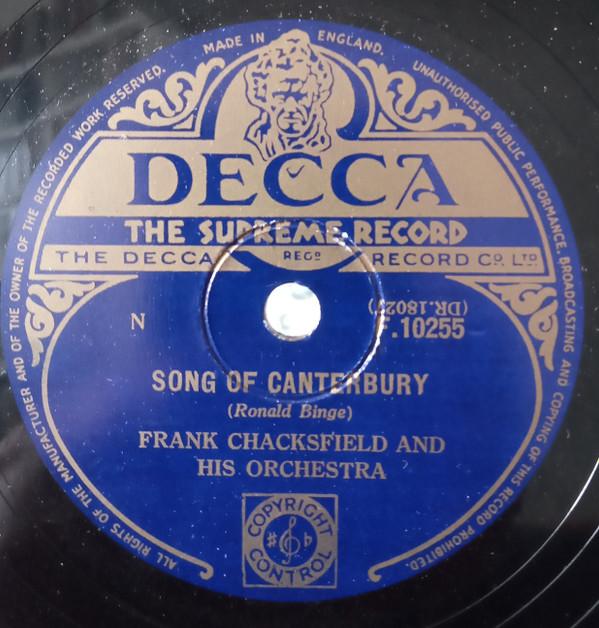 MADE IN ENGLAND.
ALL RIGHTS OF THE MANUFACTURER AND OF THE OWNER OF THE RECORDED WORK RESERVED.
UNAUTHORISED PUBLIC PERFORMANCE, BROADCASTING AND COPYING OF THIS RECORD PROHIBITED.
DECCA
THE SUPREME RECORD
THE DECCA REGD RECORD CO. LTD
N
.10255
SONG OF CANTERBURY
(Ronald Binge)
FRANK CHACKSFIELD AND
HIS ORCHESTRA
COPYRIGHT
CONTROL